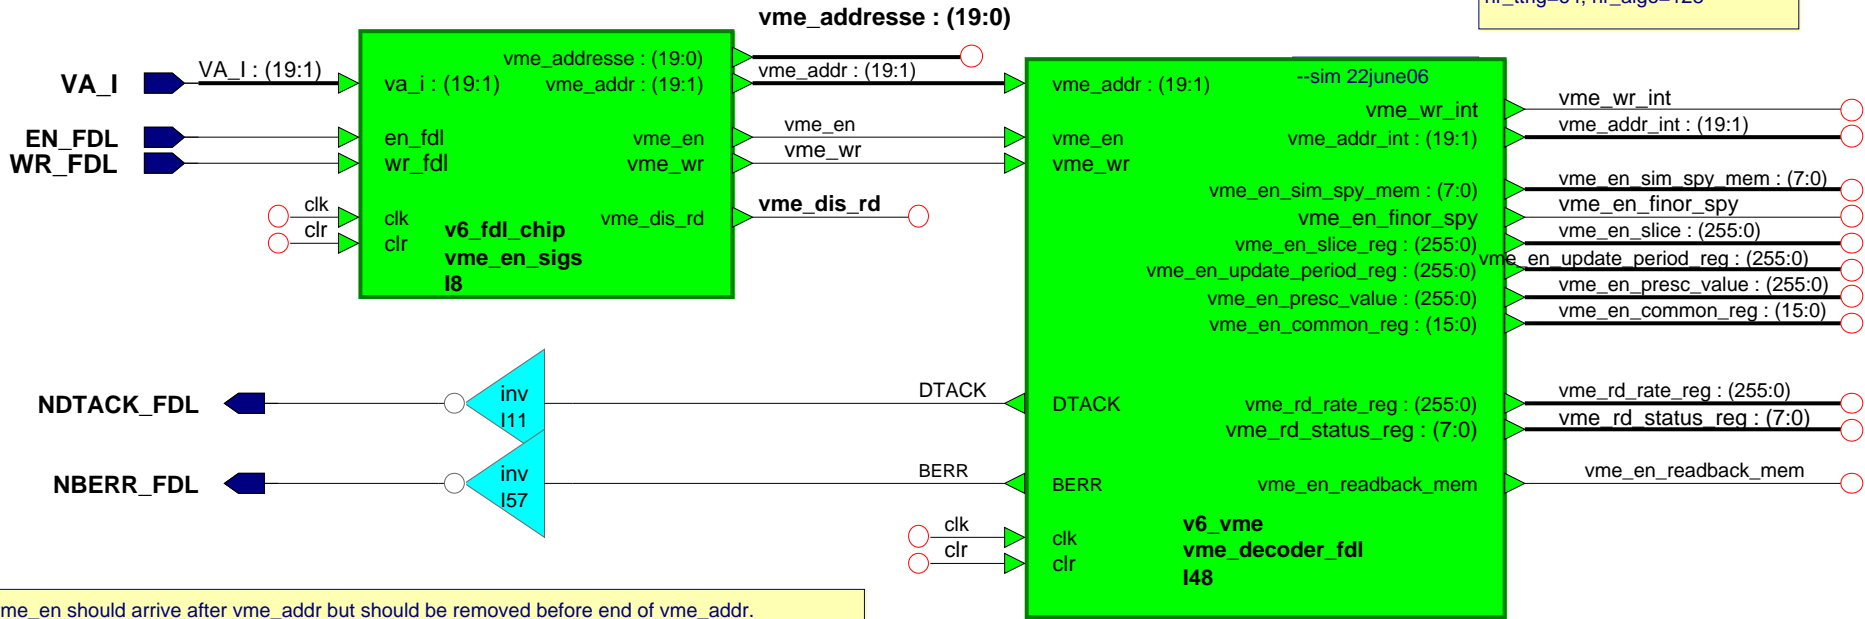 vme_addresse : (19:0)
VA_I
VA_I : (19:1)
EN_FDL
WR_FDL
clk
clr
va_i : (19:1)
en_fdl
wr_fdl
clk
clr
vme_addresse : (19:0)
vme_addr : (19:1)
vme_en
vme_wr
vme_dis_rd
v6_fdl_chip
vme_en_sigs
I8
vme_addr : (19:1)
vme_en
vme_wr
vme_dis_rd
NDTACK_FDL
inv
I11
DTACK
NBERR_FDL
inv
I57
BERR
clk
clr
vme_addr : (19:1)
vme_en
vme_wr
DTACK
BERR
clk
clr
--sim 22june06
vme_wr_int
vme_addr_int : (19:1)
vme_en_sim_spy_mem : (7:0)
vme_en_finor_spy
vme_en_slice_reg : (255:0)
vme_en_update_period_reg : (255:0)
vme_en_presc_value : (255:0)
vme_en_common_reg : (15:0)
vme_rd_rate_reg : (255:0)
vme_rd_status_reg : (7:0)
vme_en_readback_mem
v6_vme
vme_decoder_fdl
I48
vme_wr_int
vme_addr_int : (19:1)
vme_en_sim_spy_mem : (7:0)
vme_en_finor_spy
vme_en_slice : (255:0)
vme_en_update_period_reg : (255:0)
vme_en_presc_value : (255:0)
vme_en_common_reg : (15:0)
vme_rd_rate_reg : (255:0)
vme_rd_status_reg : (7:0)
vme_en_readback_mem
vme_en should arrive after vme_addr but should be removed before end of vme_addr.